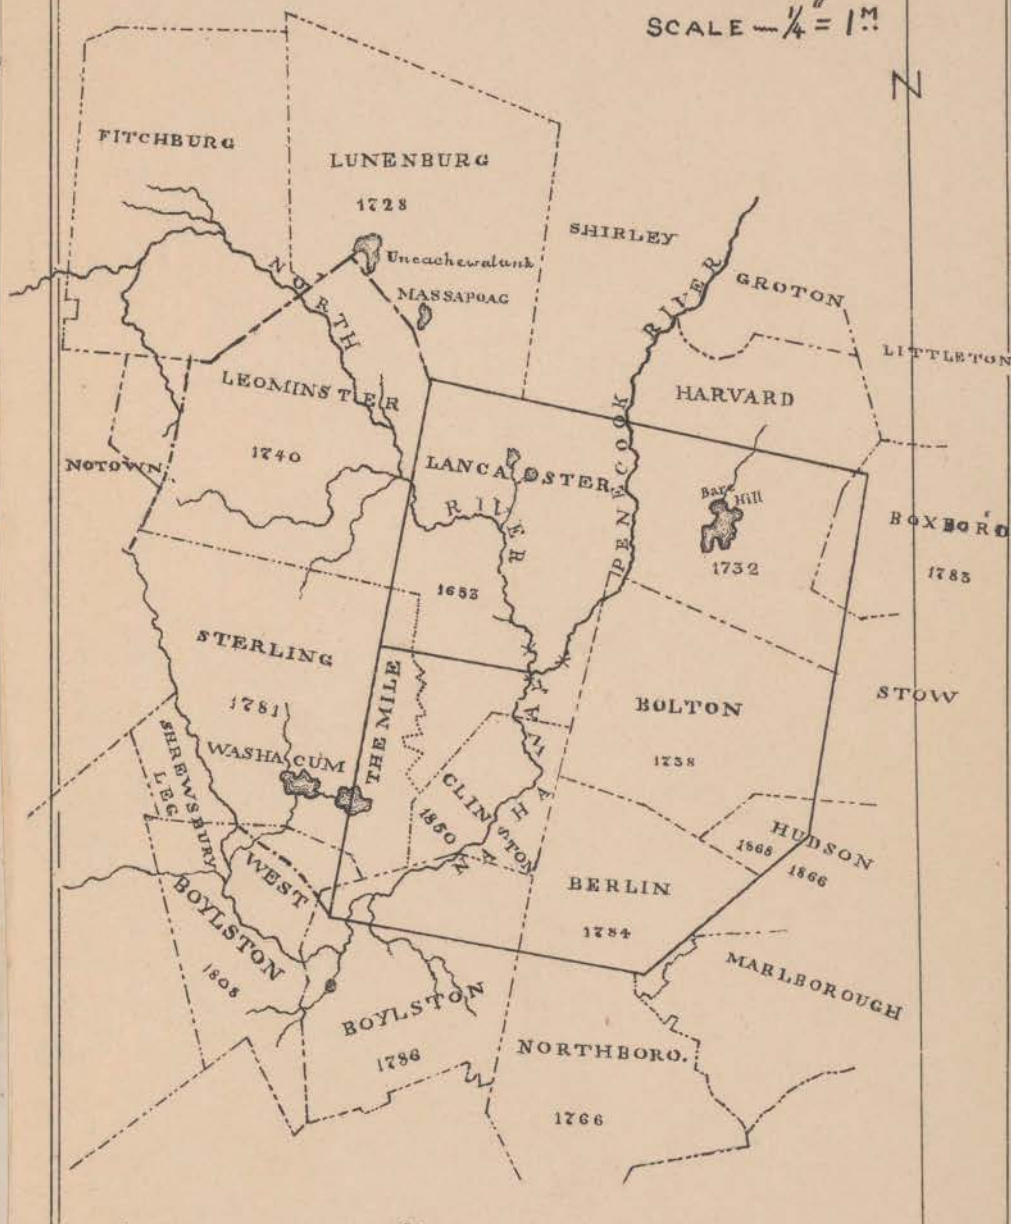 SCALE — ¼" = 1 M.
N
FITCHBURG
LUNENBURG
1728
SHIRLEY
Uncachewalunk
NORTH
MASSAPOAG
GROTON
RIVER
LITTLETON
LEOMINSTER
HARVARD
1740
LANCASTER
NOTOWN
Bare Hill
RIVER
PENECOOK
BOXBORO
1732
1783
1653
STERLING
THE MILE
BOLTON
STOW
1781
1738
WASHACUM
SHREWSBURY
LEG
CLINTON
1850
NASHAWAY
HUDSON
1868
1866
WEST
BOYLSTON
1808
BERLIN
1784
MARLBOROUGH
BOYLSTON
1786
NORTHBORO.
1766